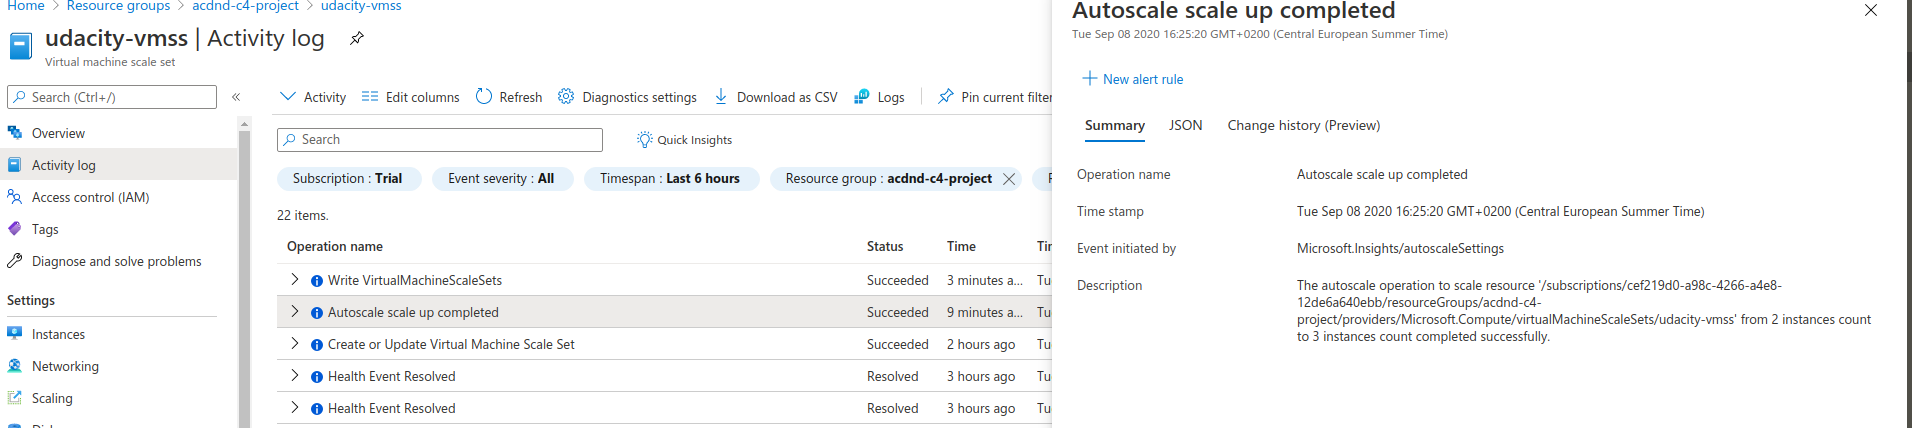 Home > Resource groups > acdnd-c4-project > udacity-vmss
udacity-vmss | Activity log
Virtual machine scale set
Search (Ctrl+/)
«
Overview
Activity log
Access control (IAM)
Tags
Diagnose and solve problems
Settings
Instances
Networking
Scaling
Activity
Edit columns
Refresh
Diagnostics settings
Download as CSV
Logs
Pin current filter
Search
Quick Insights
Subscription : Trial
Event severity : All
Timespan : Last 6 hours
Resource group : acdnd-c4-project
22 items.
Operation name Status Time
Write VirtualMachineScaleSets Succeeded 3 minutes a... Tu
Autoscale scale up completed Succeeded 9 minutes a... Tu
Create or Update Virtual Machine Scale Set Succeeded 2 hours ago Tu
Health Event Resolved Resolved 3 hours ago Tu
Health Event Resolved Resolved 3 hours ago Tu
Autoscale scale up completed
Tue Sep 08 2020 16:25:20 GMT+0200 (Central European Summer Time)
New alert rule
Summary JSON Change history (Preview)
Operation name Autoscale scale up completed
Time stamp Tue Sep 08 2020 16:25:20 GMT+0200 (Central European Summer Time)
Event initiated by Microsoft.Insights/autoscaleSettings
Description The autoscale operation to scale resource '/subscriptions/cef219d0-a98c-4266-a4e8-
12de6a640ebb/resourceGroups/acdnd-c4-
project/providers/Microsoft.Compute/virtualMachineScaleSets/udacity-vmss' from 2 instances count
to 3 instances count completed successfully.